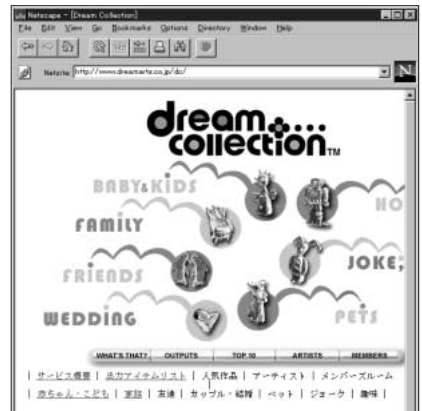 Netscape - [Dream Collection]
File Edit View Go Bookmarks Options Directory Window Help
Netsite: http://www.dreamarts.co.jp/dc/
N
dream
collection TM
BABY & KIDS
HO
FAMILY
JOKE,
FRIENDS
WEDDING
PETS
WHAT'S THAT? OUTPUTS TOP 10 ARTISTS MEMBERS
| サービス概要 | 出力アイテムリスト | 人気作品 | アーティスト | メンバーズルーム
| 赤ちゃん・こども | 家族 | 友達 | カップル・結婚 | ペット | ジョーク | 趣味 |